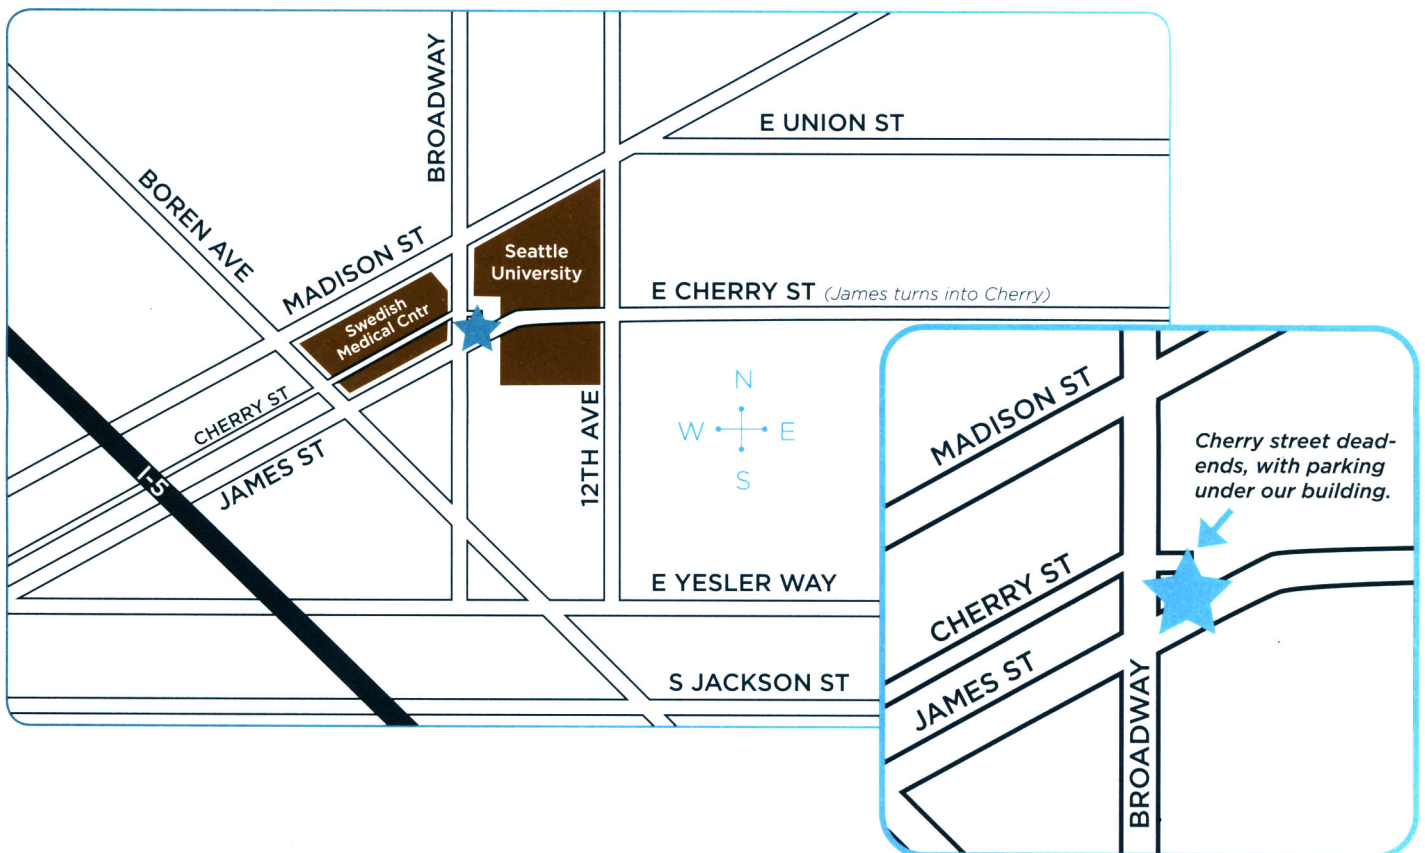 BROADWAY
E UNION ST
BOREN AVE
MADISON ST
Seattle
University
E CHERRY ST (James turns into Cherry)
Swedish
Medical Cntr
CHERRY ST
JAMES ST
I-5
12TH AVE
N
W E
S
E YESLER WAY
S JACKSON ST
MADISON ST
Cherry street dead-
ends, with parking
under our building.
CHERRY ST
JAMES ST
BROADWAY